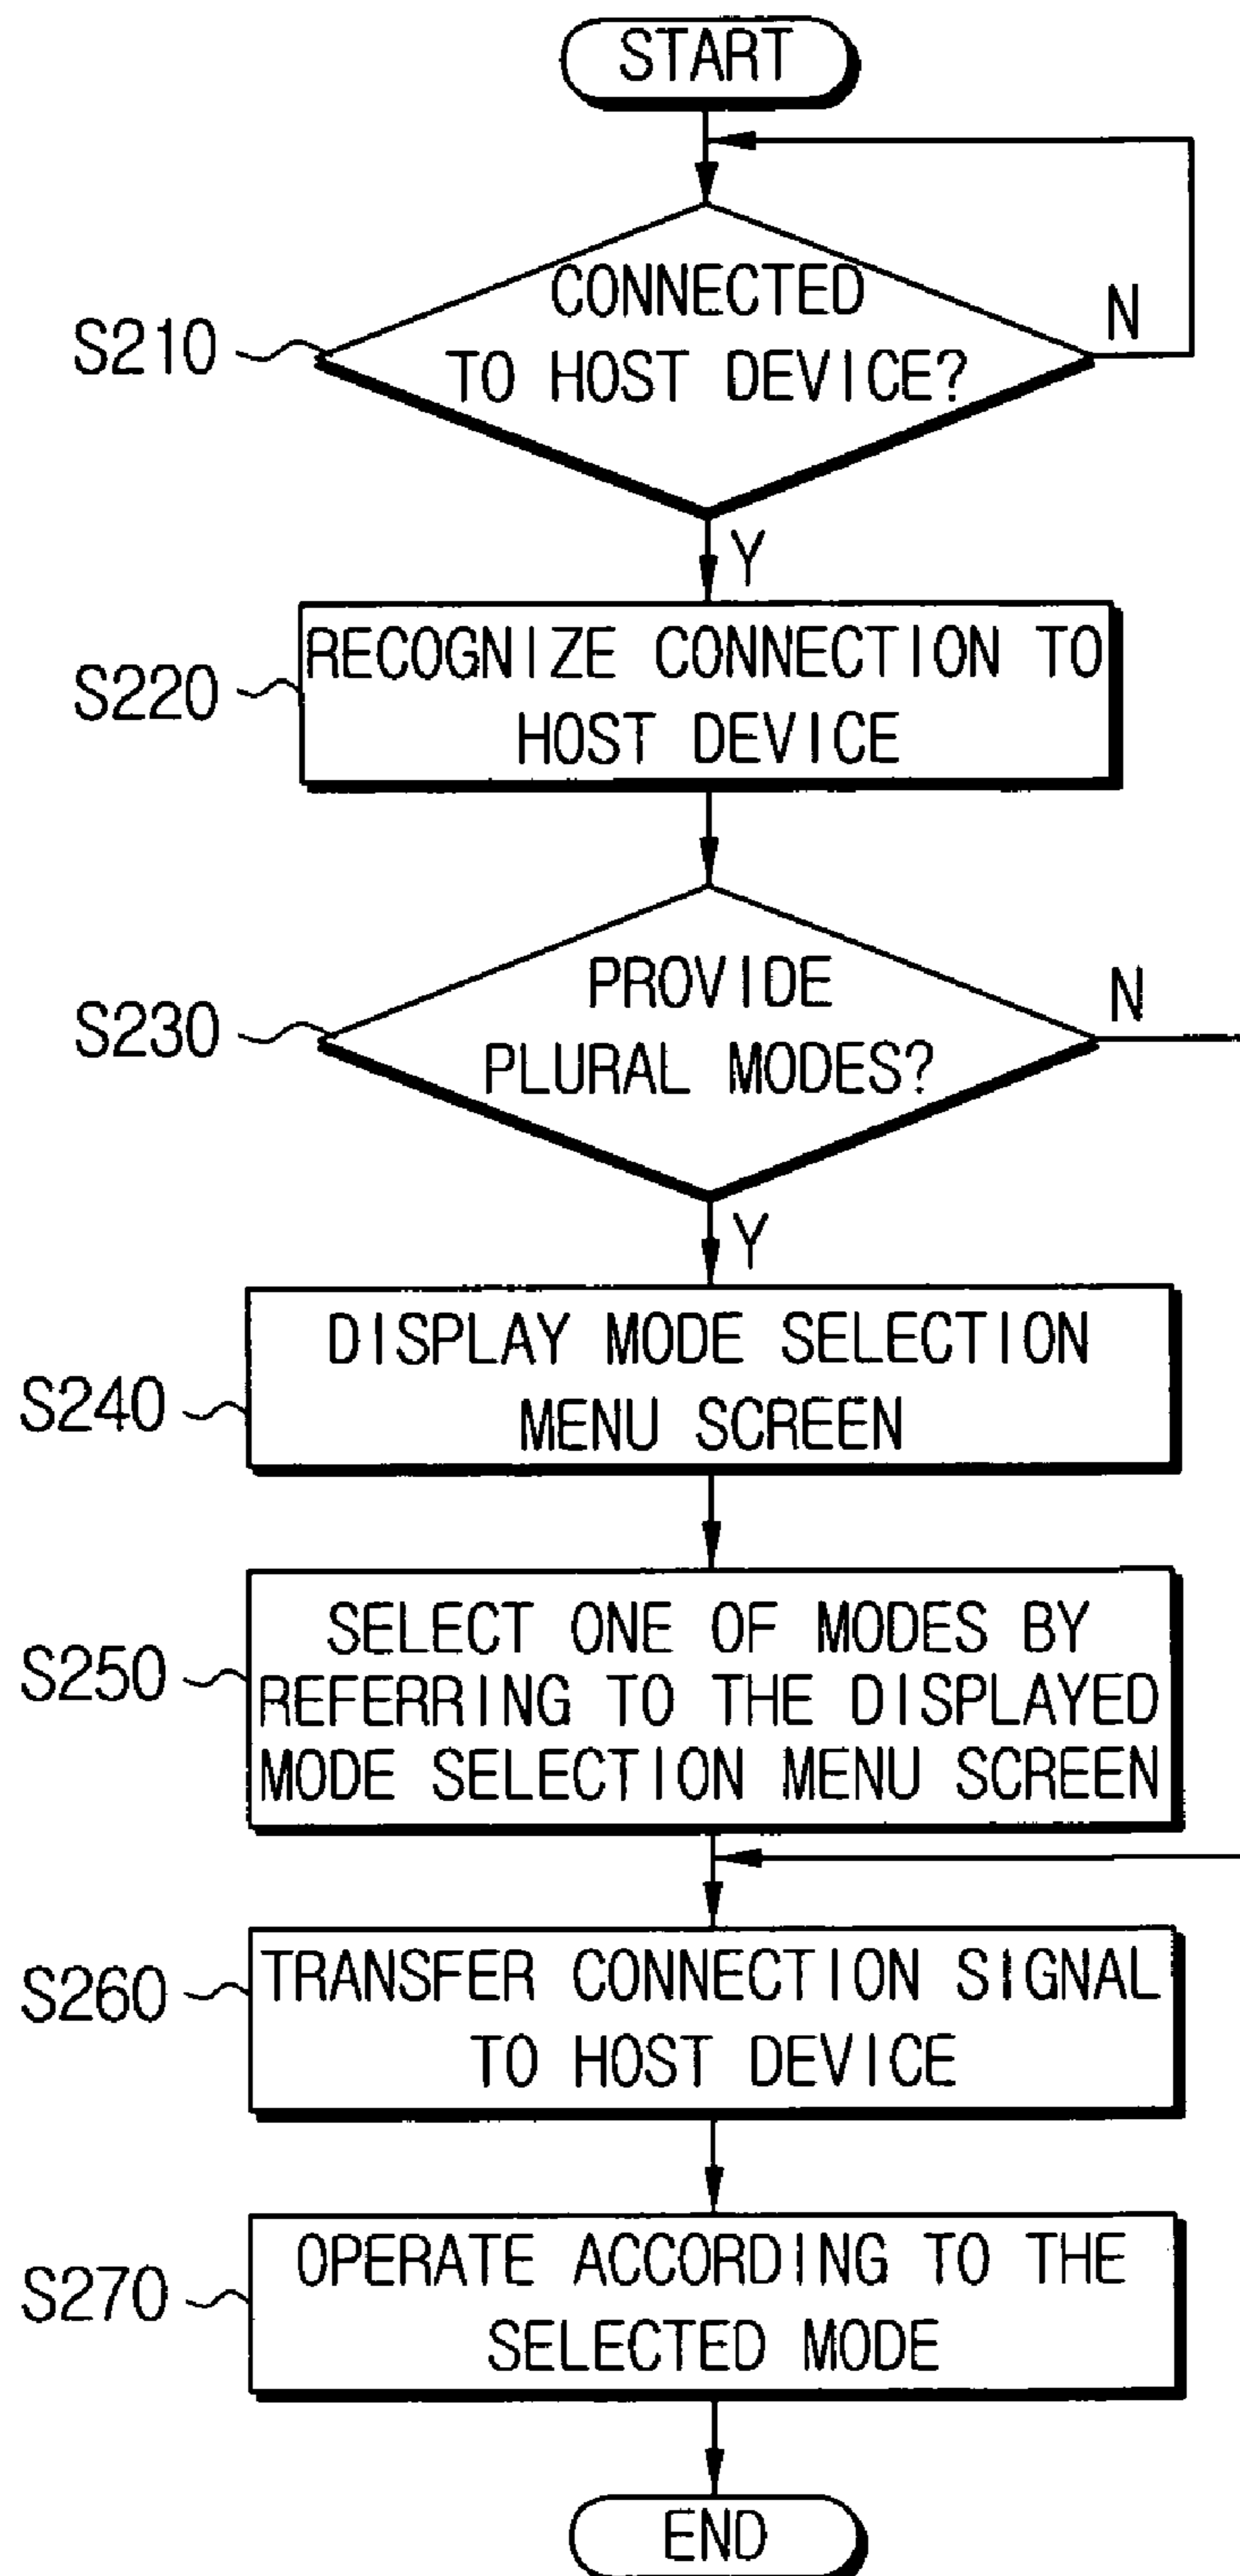 START
CONNECTED
TO HOST DEVICE?
N
S210
Y
RECOGNIZE CONNECTION TO
HOST DEVICE
S220
PROVIDE
PLURAL MODES?
N
S230
Y
DISPLAY MODE SELECTION
MENU SCREEN
S240
SELECT ONE OF MODES BY
REFERRING TO THE DISPLAYED
MODE SELECTION MENU SCREEN
S250
TRANSFER CONNECTION SIGNAL
TO HOST DEVICE
S260
OPERATE ACCORDING TO THE
SELECTED MODE
S270
END